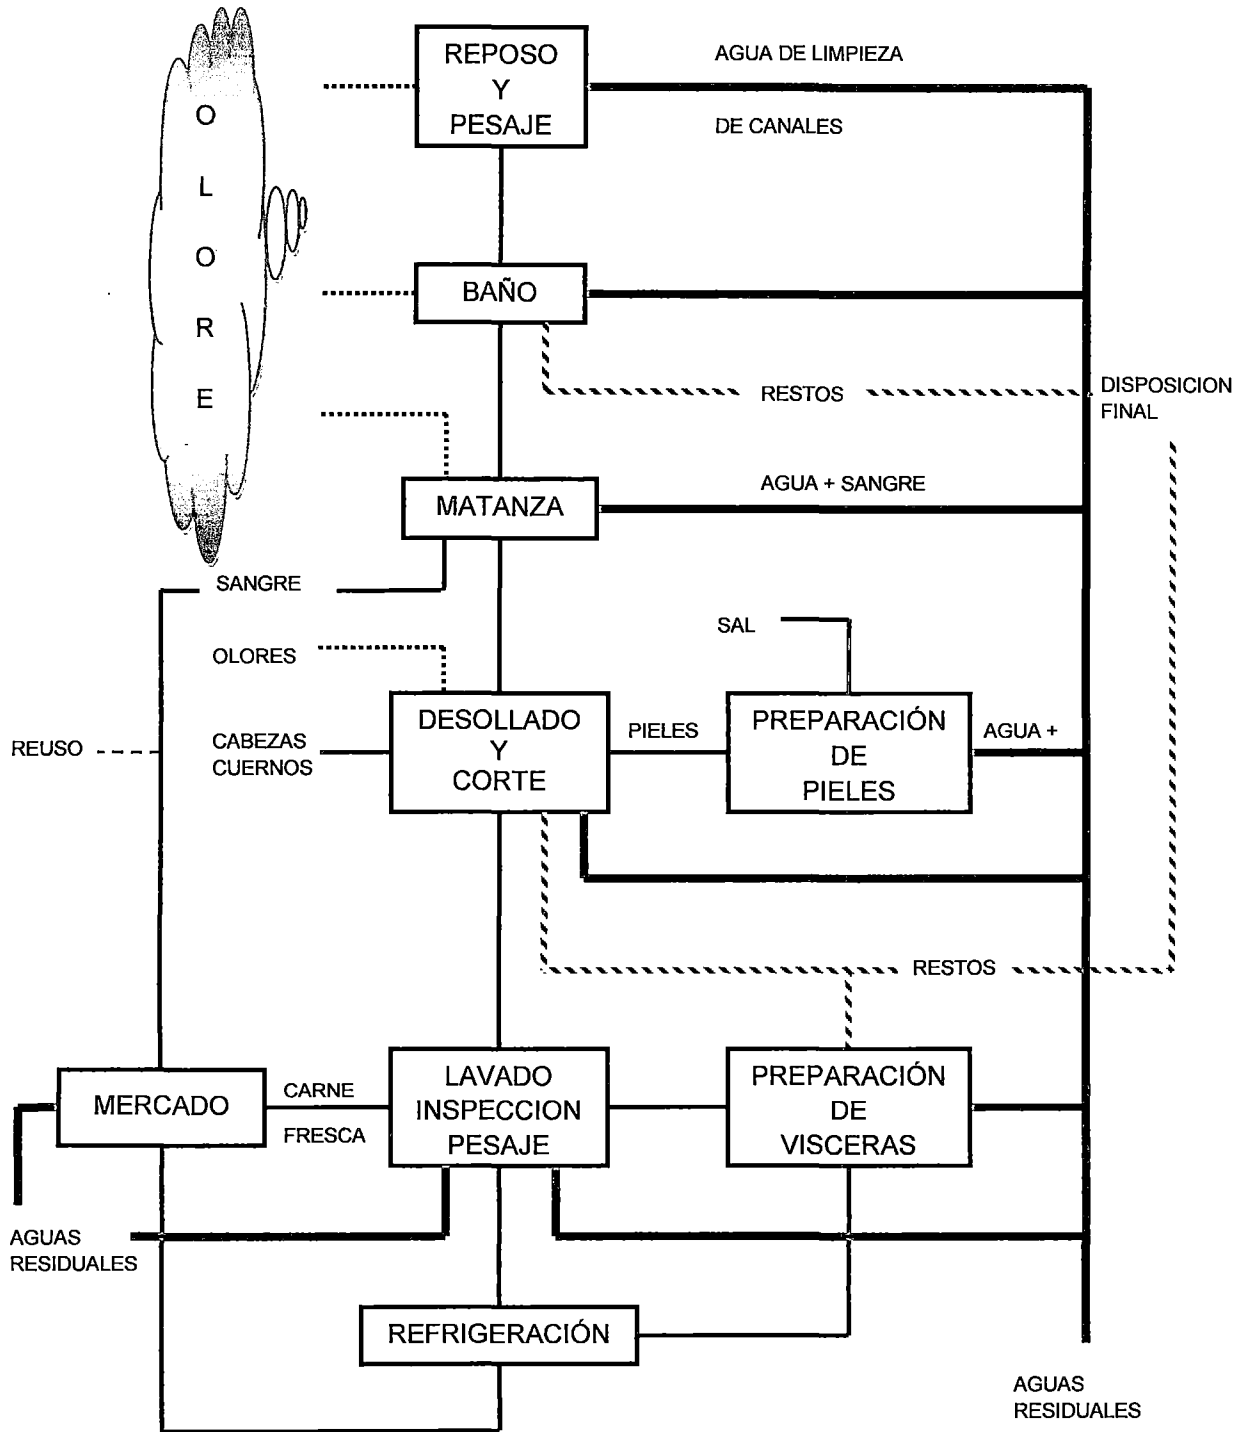 REPOSO
Y
PESAJE
AGUA DE LIMPIEZA
DE CANALES
O
L
O
R
E
BAÑO
RESTOS
DISPOSICION
FINAL
MATANZA
AGUA + SANGRE
SANGRE
SAL
OLORES
REUSO
CABEZAS
CUERNOS
DESOLLADO
Y
CORTE
PIELES
PREPARACIÓN
DE
PIELES
AGUA +
RESTOS
MERCADO
CARNE
FRESCA
LAVADO
INSPECCION
PESAJE
PREPARACIÓN
DE
VISCERAS
AGUAS
RESIDUALES
REFRIGERACIÓN
AGUAS
RESIDUALES